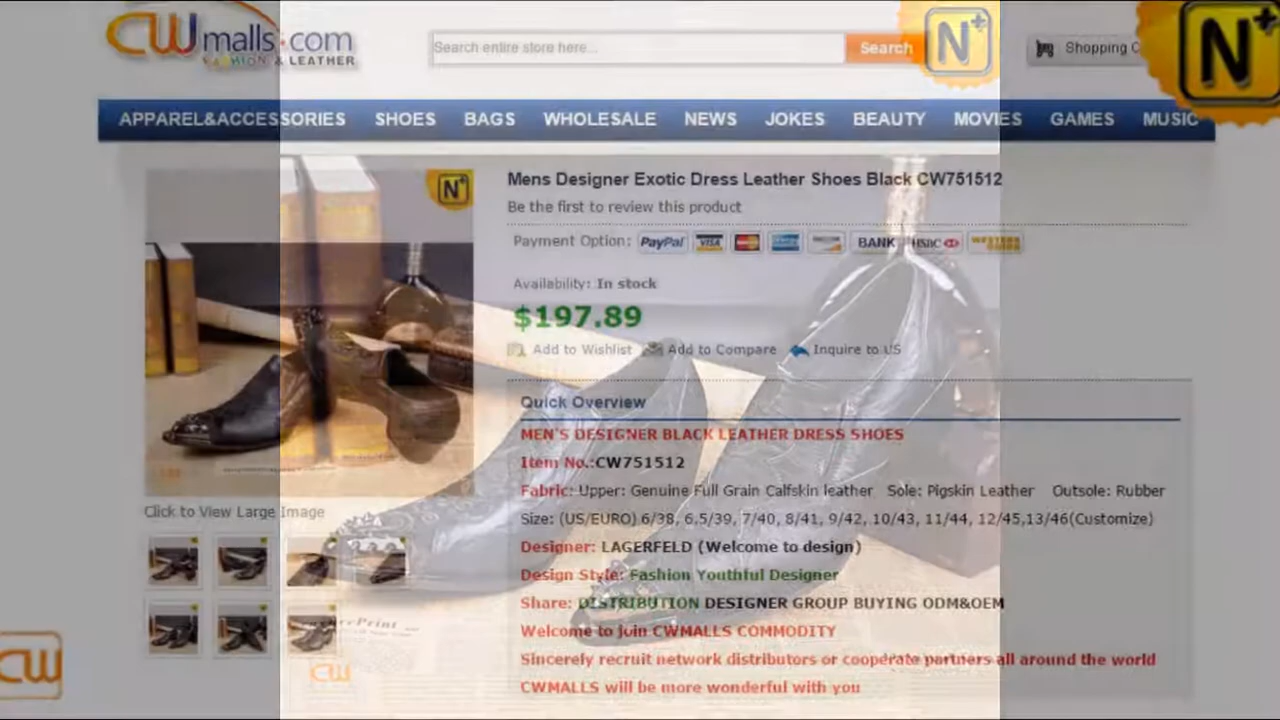 CWmalls.com
FASHION & LEATHER
Search entire store here...
Search
N+
Shopping
N+
APPAREL&ACCESSORIES SHOES BAGS WHOLESALE NEWS JOKES BEAUTY MOVIES GAMES MUSIC
N+
Mens Designer Exotic Dress Leather Shoes Black CW751512
Be the first to review this product
Payment Option: PayPal VISA BANK HSBC WESTERN UNION
Availability: In stock
$197.89
Add to Wishlist Add to Compare Inquire to US
Quick Overview
MEN'S DESIGNER BLACK LEATHER DRESS SHOES
Item No.:CW751512
Fabric: Upper: Genuine Full Grain Calfskin leather Sole: Pigskin Leather Outsole: Rubber
Size: (US/EURO) 6/38, 6.5/39, 7/40, 8/41, 9/42, 10/43, 11/44, 12/45,13/46(Customize)
Designer: LAGERFELD (Welcome to design)
Design Style: Fashion Youthful Designer
Share: DISTRIBUTION DESIGNER GROUP BUYING ODM&OEM
Welcome to join CWMALLS COMMODITY
Sincerely recruit network distributors or cooperate partners all around the world
CWMALLS will be more wonderful with you
Click to View Large Image
CW
CW